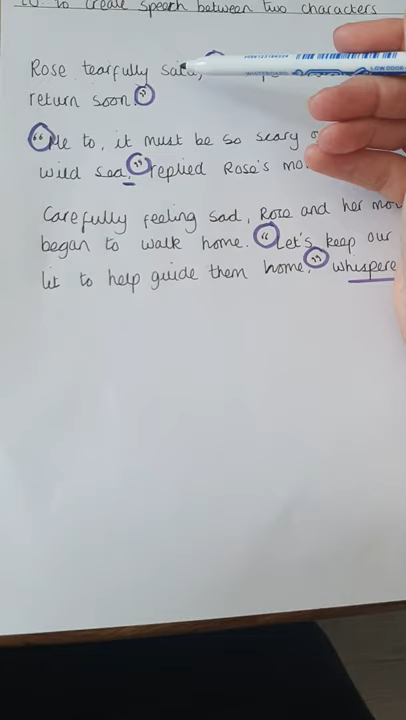 LO: to create speech between two characters
Rose tearfully said,
return soon."
"Me to, it must be so scary
wild sea." replied Rose's mo
Carefully feeling sad, Rose and her mo
began to walk home. "Let's keep our
lit to help guide them home." whispere